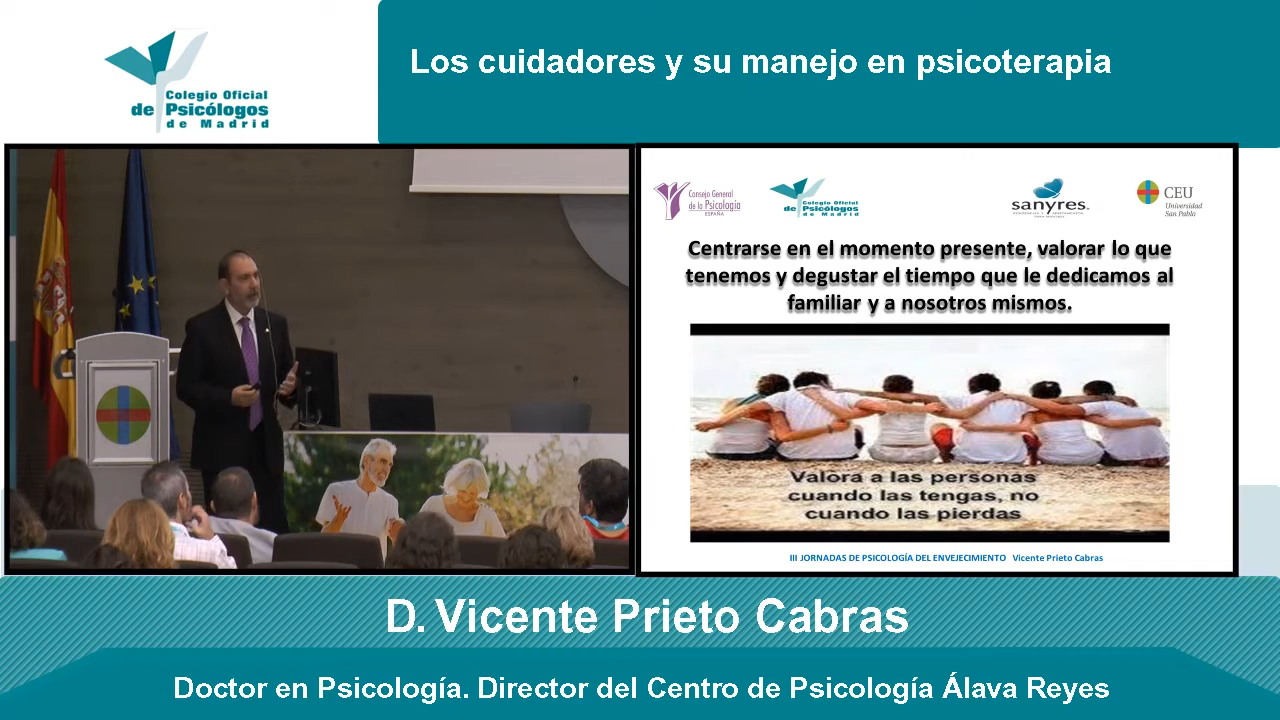 Colegio Oficial
de Psicólogos
de Madrid
Los cuidadores y su manejo en psicoterapia
Consejo General
de la Psicología
ESPAÑA
Colegio Oficial
de Psicólogos
de Madrid
sanyres
CEU
Universidad
San Pablo
Centrarse en el momento presente, valorar lo que
tenemos y degustar el tiempo que le dedicamos al
familiar y a nosotros mismos.
Valora a las personas
cuando las tengas, no
cuando las pierdas
III JORNADAS DE PSICOLOGÍA DEL ENVEJECIMIENTO Vicente Prieto Cabras
D. Vicente Prieto Cabras
Doctor en Psicología. Director del Centro de Psicología Álava Reyes